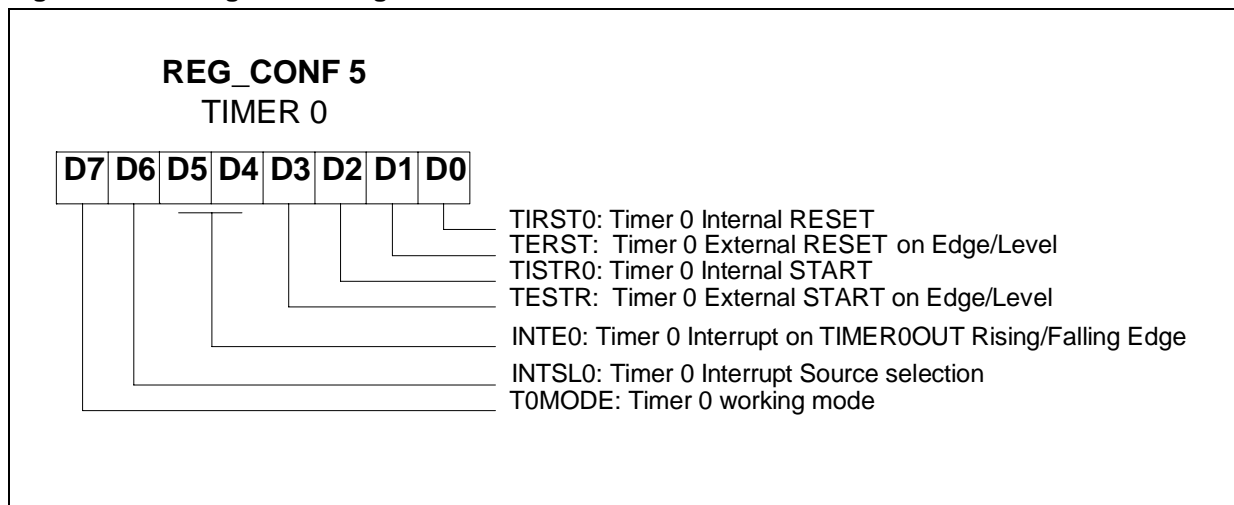 REG_CONF 5
TIMER 0
D7 D6 D5 D4 D3 D2 D1 D0
TIRST0: Timer 0 Internal RESET
TERST: Timer 0 External RESET on Edge/Level
TISTR0: Timer 0 Internal START
TESTR: Timer 0 External START on Edge/Level
INTE0: Timer 0 Interrupt on TIMER0OUT Rising/Falling Edge
INTSL0: Timer 0 Interrupt Source selection
T0MODE: Timer 0 working mode